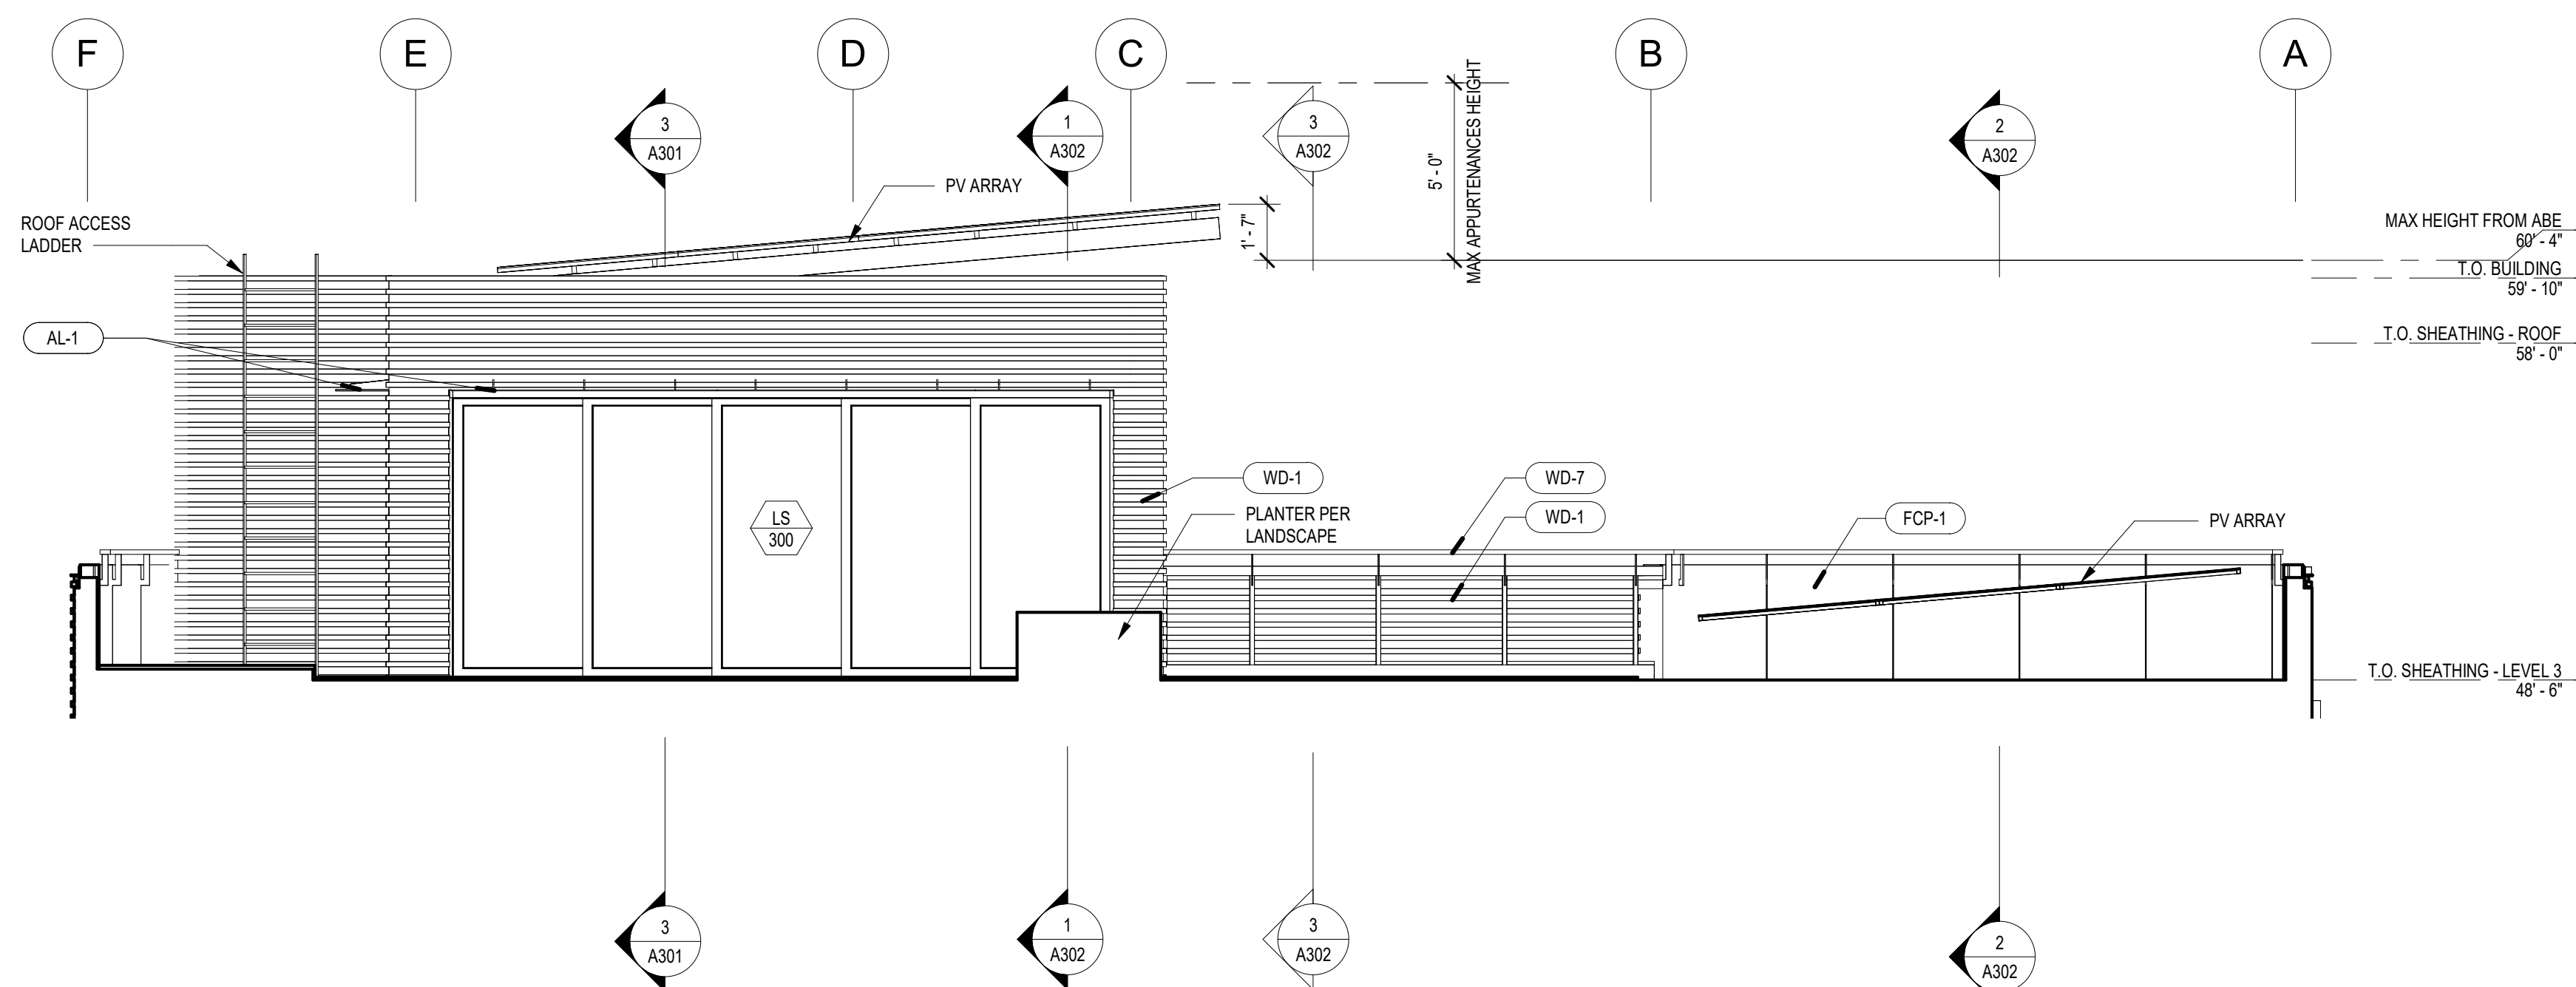 F
E
D
C
B
A
3
A301
1
A302
3
A302
2
A302
5' - 0"
MAX APPURTENANCES HEIGHT
1' - 7"
PV ARRAY
ROOF ACCESS
LADDER
MAX HEIGHT FROM ABE
60' - 4"
T.O. BUILDING
59' - 10"
T.O. SHEATHING - ROOF
58' - 0"
AL-1
WD-1
WD-7
WD-1
PLANTER PER
LANDSCAPE
FCP-1
PV ARRAY
LS
300
T.O. SHEATHING - LEVEL 3
48' - 6"
3
A301
1
A302
3
A302
2
A302